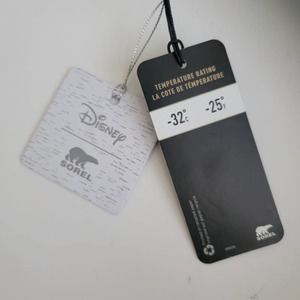 Disney
SOREL
TEMPERATURE RATING
LA COTE DE TEMPÉRATURE
-32°C -25°F
SOREL